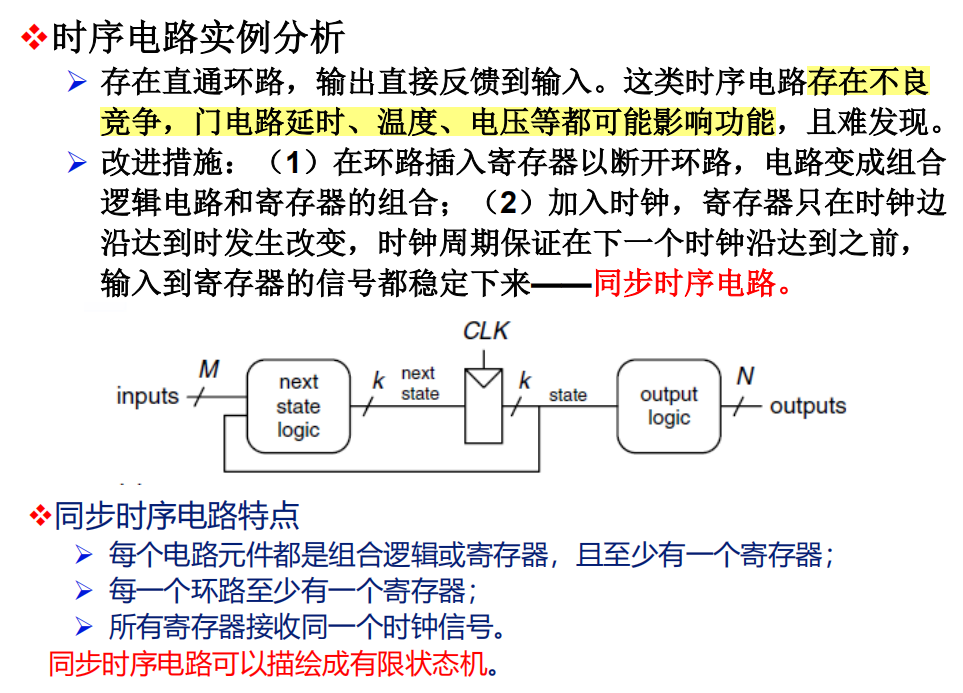 时序电路实例分析
存在直通环路，输出直接反馈到输入。这类时序电路存在不良
竞争，门电路延时、温度、电压等都可能影响功能，且难发现。
改进措施：（1）在环路插入寄存器以断开环路，电路变成组合
逻辑电路和寄存器的组合；（2）加入时钟，寄存器只在时钟边
沿达到时发生改变，时钟周期保证在下一个时钟沿达到之前，
输入到寄存器的信号都稳定下来——同步时序电路。
CLK
inputs
M
next
state
logic
k
next
state
k
state
output
logic
N
outputs
同步时序电路特点
每个电路元件都是组合逻辑或寄存器，且至少有一个寄存器；
每一个环路至少有一个寄存器；
所有寄存器接收同一个时钟信号。
同步时序电路可以描绘成有限状态机。